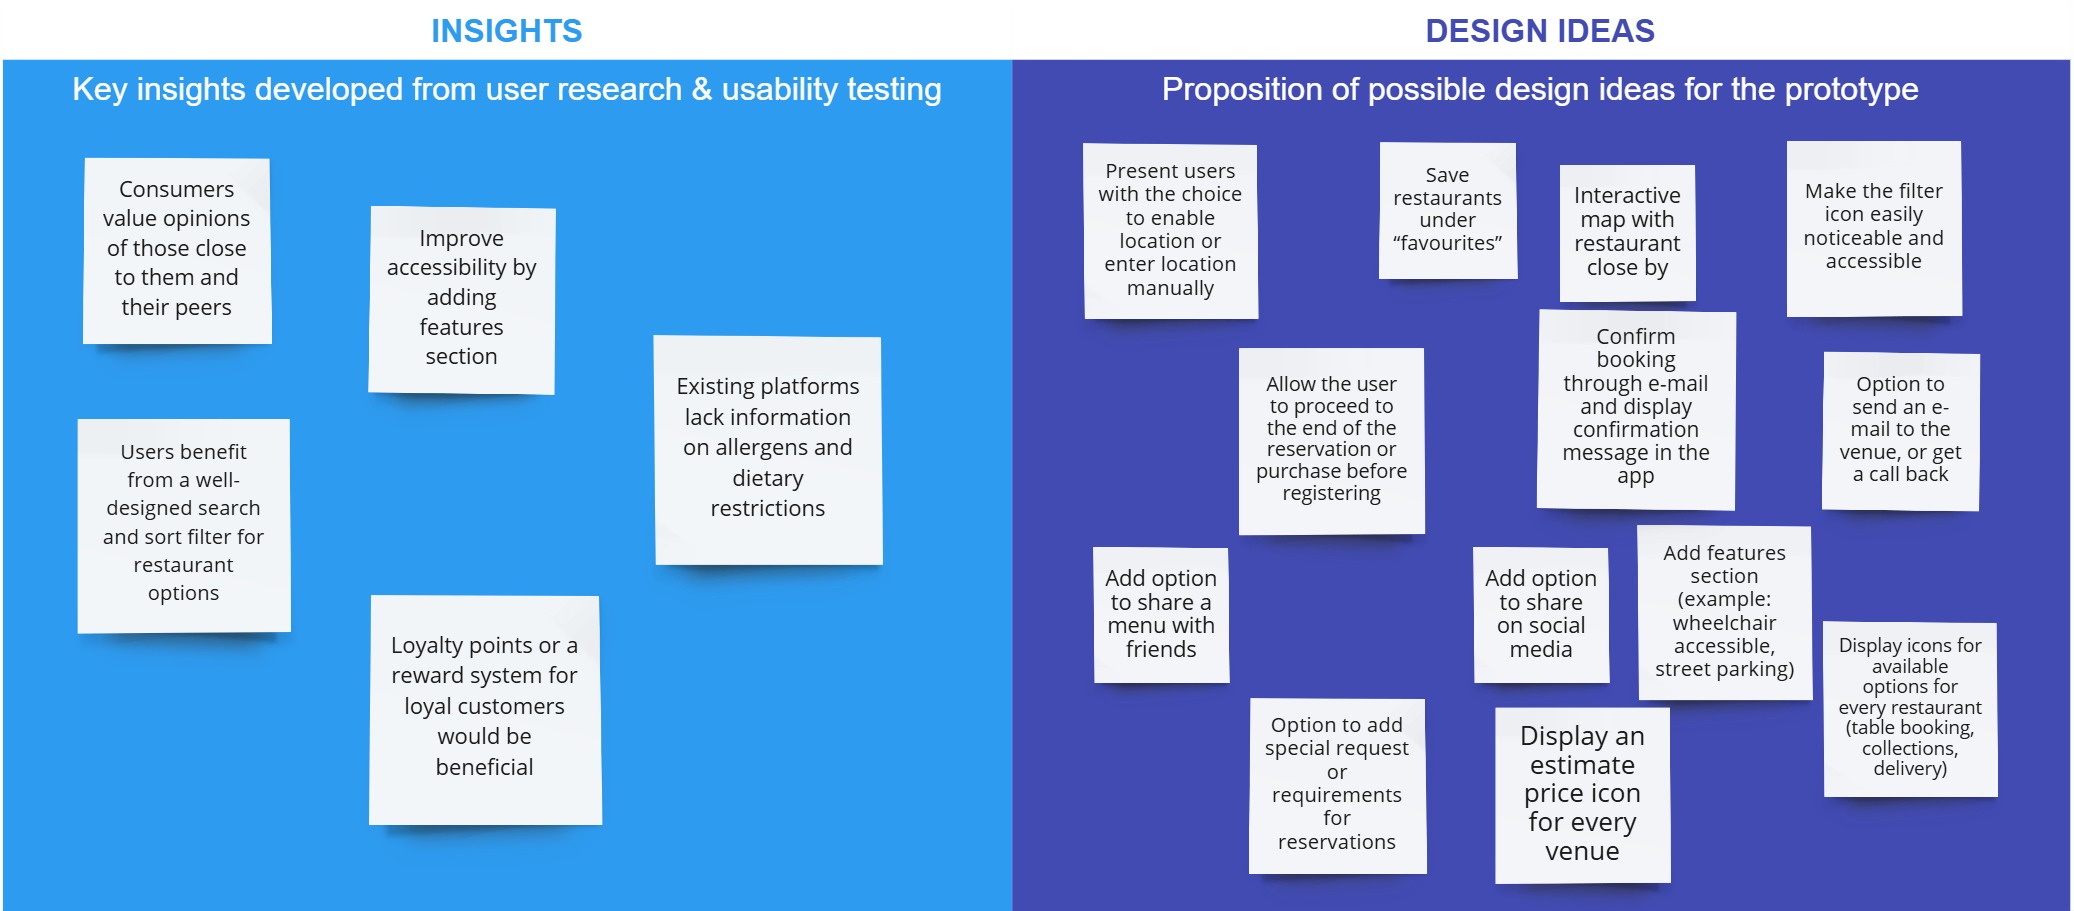 INSIGHTS
Key insights developed from user research & usability testing
Consumers
value opinions
of those close
to them and
their peers
Improve
accessibility by
adding
features
section
Existing platforms
lack information
on allergens and
dietary
restrictions
Users benefit
from a well-
designed search
and sort filter for
restaurant
options
Loyalty points or a
reward system for
loyal customers
would be
beneficial
DESIGN IDEAS
Proposition of possible design ideas for the prototype
Present users
with the choice
to enable
location or
enter location
manually
Save
restaurants
under
“favourites”
Interactive
map with
restaurant
close by
Make the filter
icon easily
noticeable and
accessible
Allow the user
to proceed to
the end of the
reservation or
purchase before
registering
Confirm
booking
through e-mail
and display
confirmation
message in the
app
Option to
send an e-
mail to the
venue, or get
a call back
Add option
to share a
menu with
friends
Add option
to share
on social
media
Add features
section
(example:
wheelchair
accessible,
street parking)
Display icons for
available
options for
every restaurant
(table booking,
collections,
delivery)
Option to add
special request
or
requirements
for
reservations
Display an
estimate
price icon
for every
venue